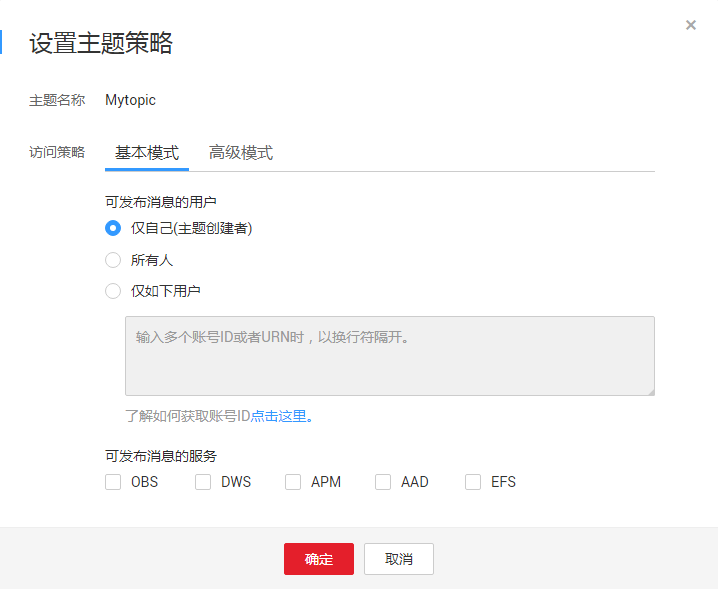 设置主题策略
主题名称 Mytopic
访问策略 基本模式 高级模式
可发布消息的用户
仅自己(主题创建者)
所有人
仅如下用户
输入多个账号ID或者URN时，以换行符隔开。
了解如何获取账号ID点击这里。
可发布消息的服务
OBS DWS APM AAD EFS
确定 取消